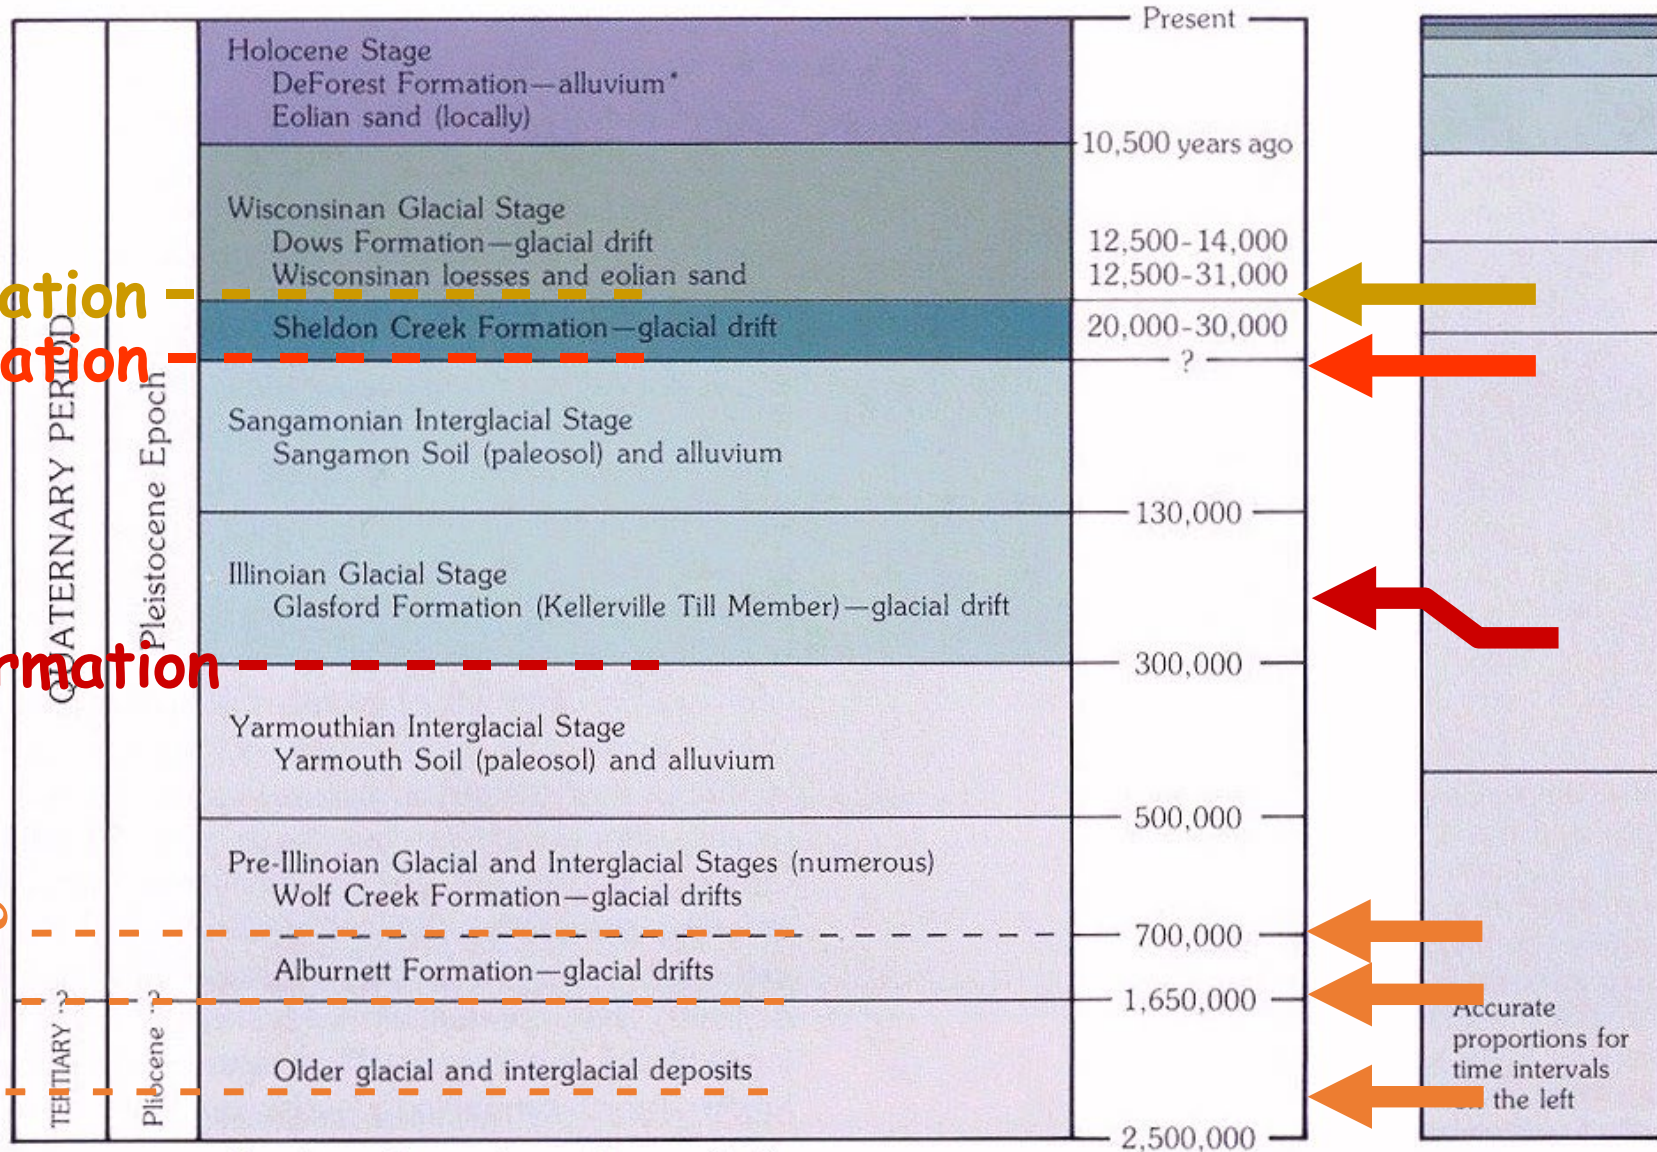 Present
Holocene Stage
DeForest Formation—alluvium*
Eolian sand (locally)
10,500 years ago
Wisconsinan Glacial Stage
Dows Formation—glacial drift
12,500-14,000
Wisconsinan loesses and eolian sand
12,500-31,000
ation
Sheldon Creek Formation—glacial drift
20,000-30,000
ation
?
Sangamonian Interglacial Stage
Sangamon Soil (paleosol) and alluvium
QUATERNARY PERIOD
Pleistocene Epoch
130,000
Illinoian Glacial Stage
Glasford Formation (Kellerville Till Member)—glacial drift
rmation
300,000
Yarmouthian Interglacial Stage
Yarmouth Soil (paleosol) and alluvium
500,000
Pre-Illinoian Glacial and Interglacial Stages (numerous)
Wolf Creek Formation—glacial drifts
700,000
Alburnett Formation—glacial drifts
1,650,000
TERTIARY ?
Pliocene ?
Older glacial and interglacial deposits
2,500,000
Accurate
proportions for
time intervals
the left